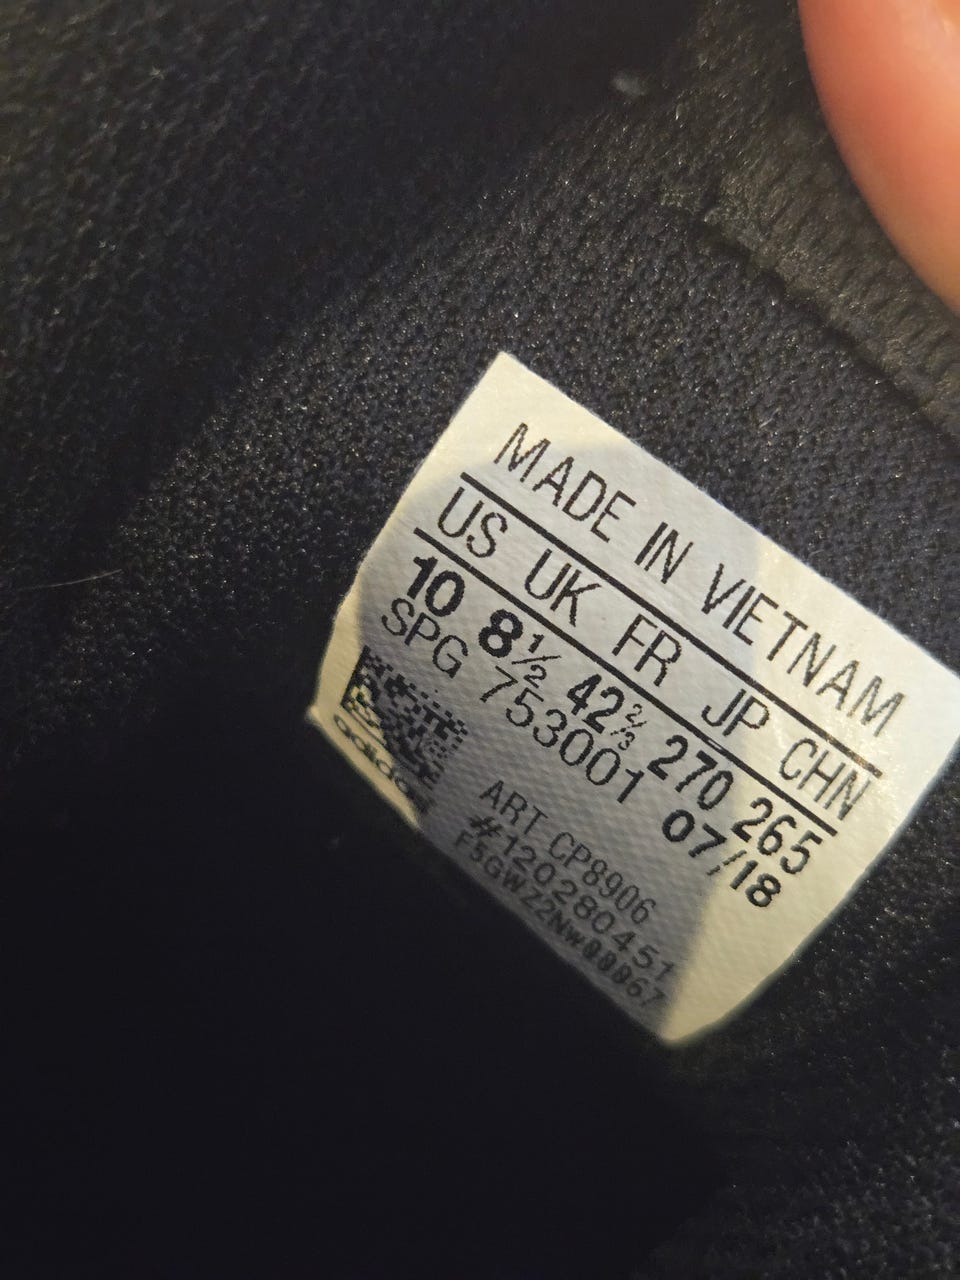 MADE IN VIETNAM
US UK FR JP CHN
10 8½ 42⅔ 270 265
SPG 753001 07/18
adidas
ART CP8906
#120280451